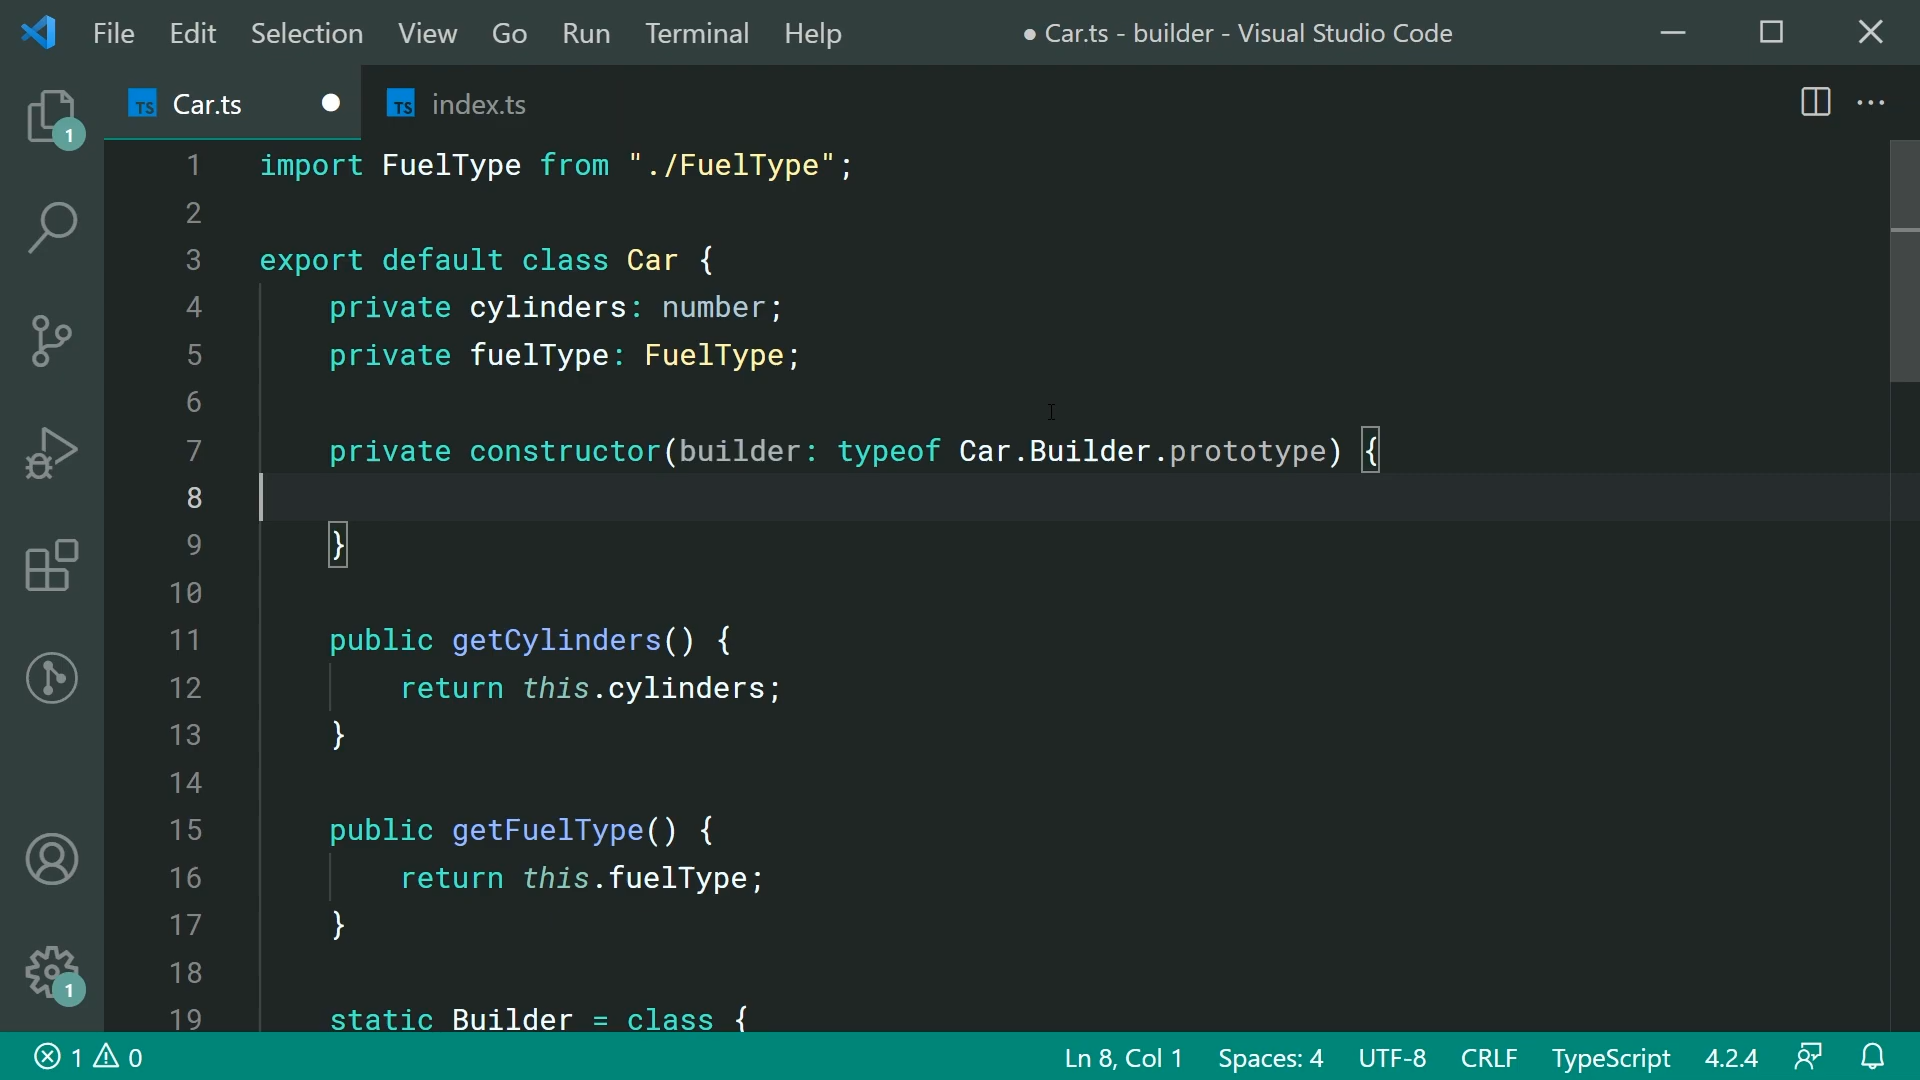 File Edit Selection View Go Run Terminal Help ● Car.ts - builder - Visual Studio Code
TS Car.ts ● TS index.ts ···
1 import FuelType from "./FuelType";
2
3 export default class Car {
4 private cylinders: number;
5 private fuelType: FuelType;
6
7 private constructor(builder: typeof Car.Builder.prototype) {
8
9 }
10
11 public getCylinders() {
12 return this.cylinders;
13 }
14
15 public getFuelType() {
16 return this.fuelType;
17 }
18
19 static Builder = class {
1
1
1 0 Ln 8, Col 1 Spaces: 4 UTF-8 CRLF TypeScript 4.2.4